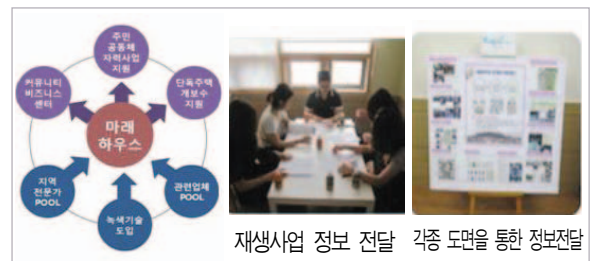 주민
공동체
자력사업
지원
커뮤니티
비즈니스
센터
단독주택
개보수
지원
마래
하우스
지역
전문가
POOL
관련업체
POOL
녹색기술
도입
재생사업 정보 전달
각종 도면을 통한 정보전달